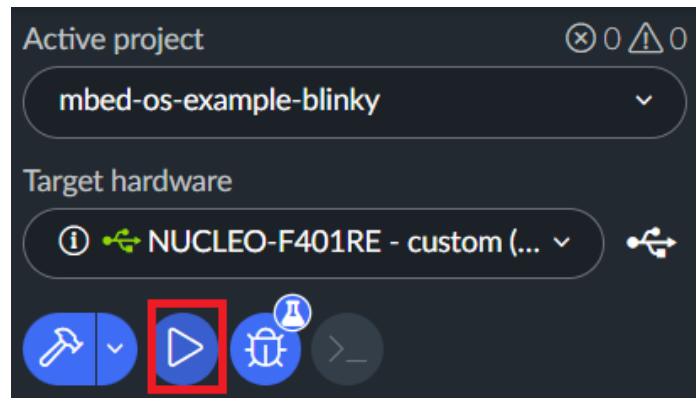 Active project 0 0
mbed-os-example-blinky
Target hardware
NUCLEO-F401RE - custom (...
>_